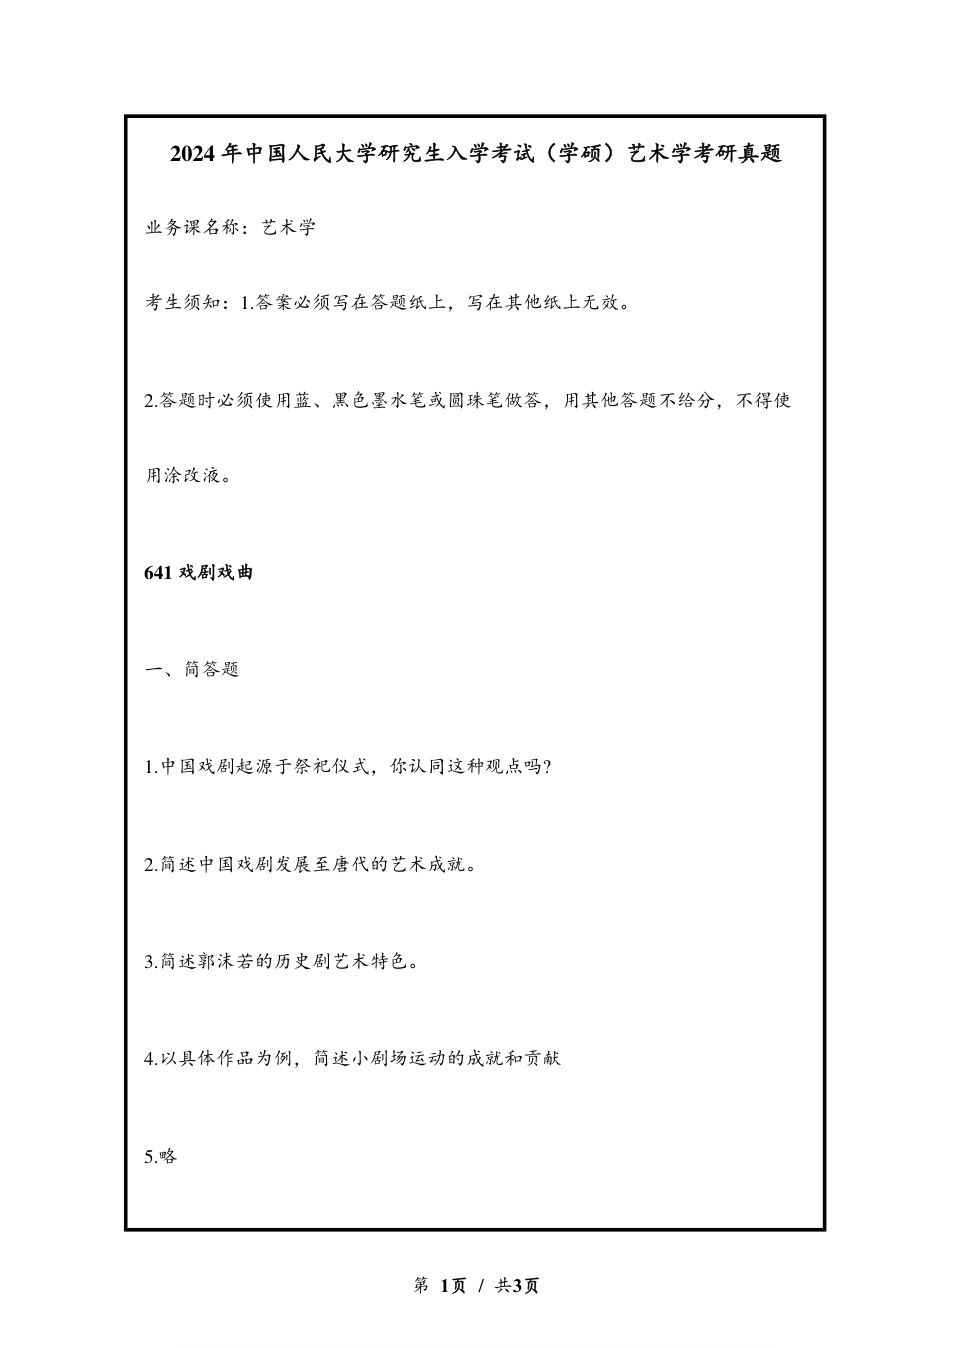 2024 年中国人民大学研究生入学考试（学硕）艺术学考研真题
业务课名称：艺术学
考生须知：1.答案必须写在答题纸上，写在其他纸上无效。
2.答题时必须使用蓝、黑色墨水笔或圆珠笔做答，用其他答题不给分，不得使
用涂改液。
641 戏剧戏曲
一、简答题
1.中国戏剧起源于祭祀仪式，你认同这种观点吗?
2.简述中国戏剧发展至唐代的艺术成就。
3.简述郭沫若的历史剧艺术特色。
4.以具体作品为例，简述小剧场运动的成就和贡献
5.略
第 1页 / 共3页